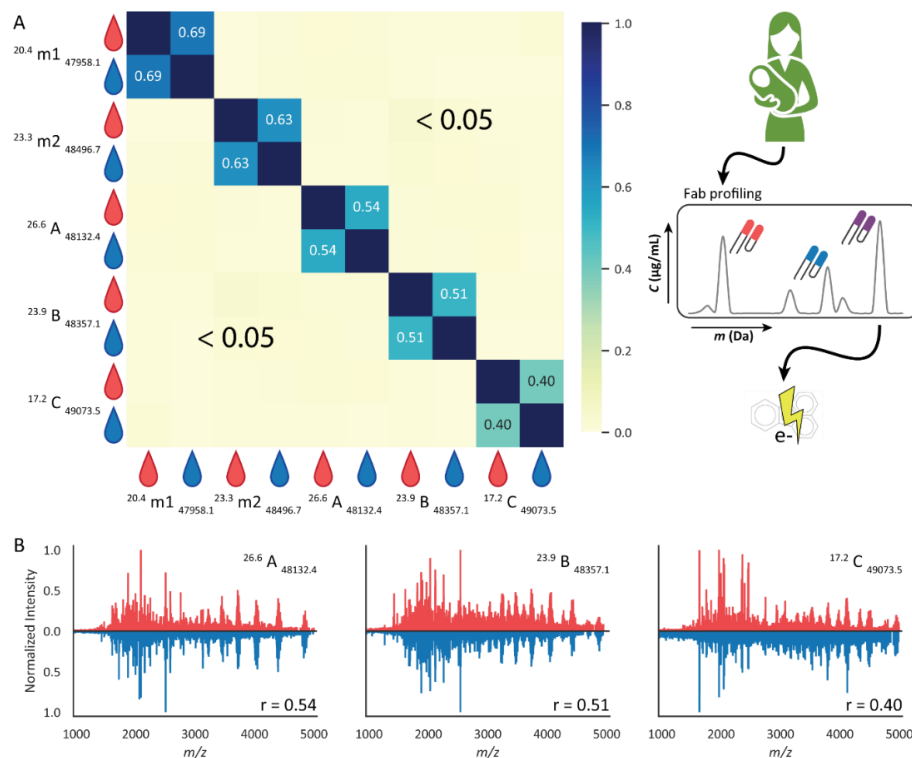 A
1.0
0.8
0.6
0.4
0.2
0.0
20.4 m1 47958.1
23.3 m2 48496.7
26.6 A 48132.4
23.9 B 48357.1
17.2 C 49073.5
0.69
0.69
0.63
0.63
0.54
0.54
0.51
0.51
0.40
0.40
< 0.05
< 0.05
20.4 m1 47958.1
23.3 m2 48496.7
26.6 A 48132.4
23.9 B 48357.1
17.2 C 49073.5
Fab profiling
C (µg/mL)
m (Da)
e-
B
Normalized Intensity
1.0
0.5
0.0
0.5
1.0
26.6 A 48132.4
r = 0.54
1000 2000 3000 4000 5000
m/z
23.9 B 48357.1
r = 0.51
1000 2000 3000 4000 5000
m/z
17.2 C 49073.5
r = 0.40
1000 2000 3000 4000 5000
m/z